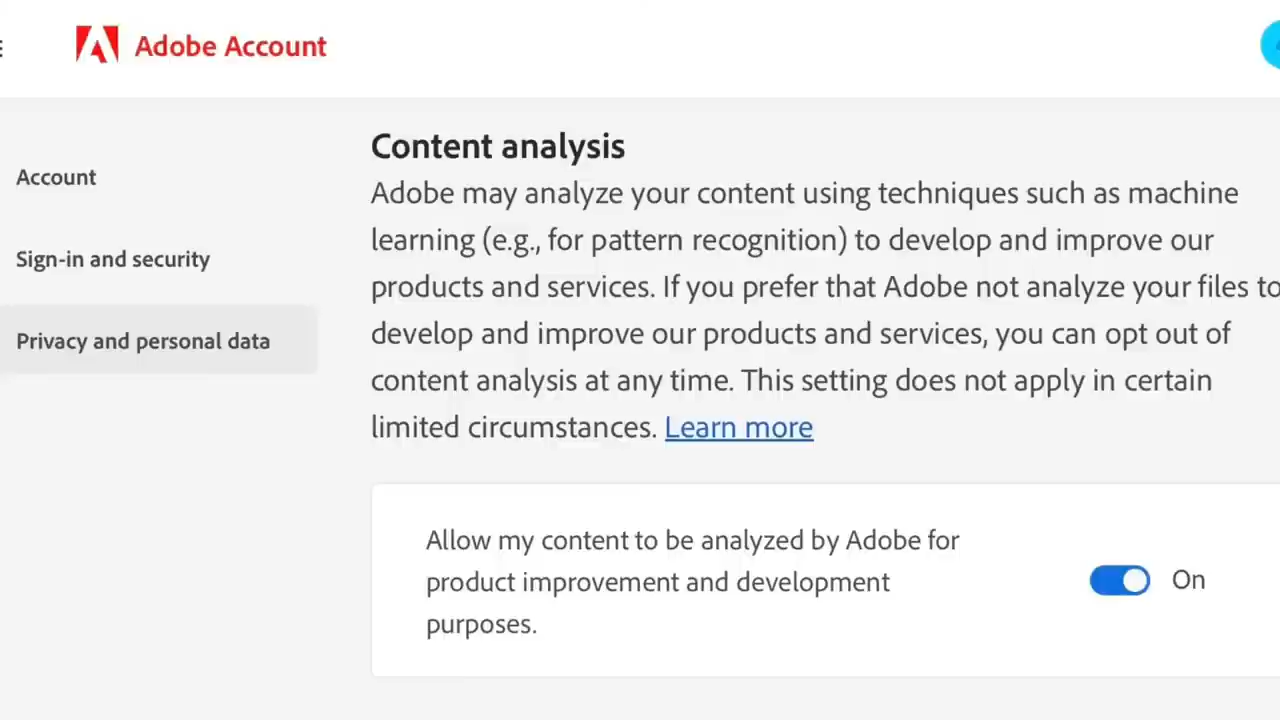 Adobe Account
Account
Sign-in and security
Privacy and personal data
Content analysis
Adobe may analyze your content using techniques such as machine
learning (e.g., for pattern recognition) to develop and improve our
products and services. If you prefer that Adobe not analyze your files to
develop and improve our products and services, you can opt out of
content analysis at any time. This setting does not apply in certain
limited circumstances. Learn more
Allow my content to be analyzed by Adobe for
product improvement and development
purposes.
On